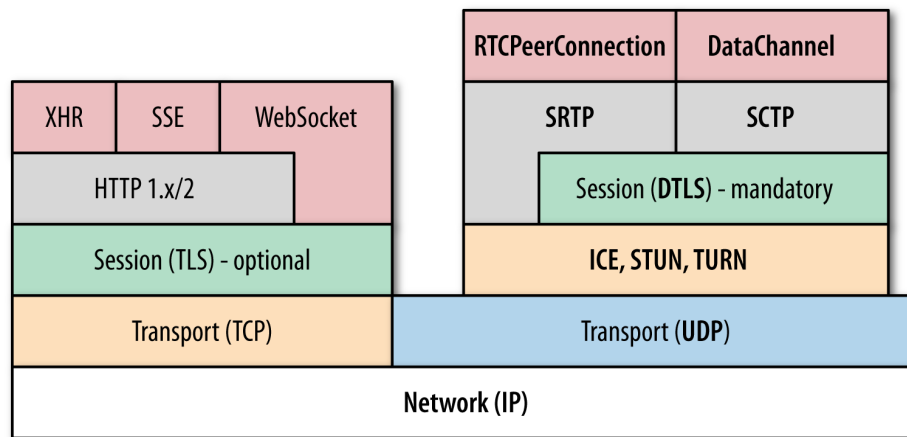 RTCPeerConnection
DataChannel
XHR
SSE
WebSocket
SRTP
SCTP
HTTP 1.x/2
Session (DTLS) - mandatory
Session (TLS) - optional
ICE, STUN, TURN
Transport (TCP)
Transport (UDP)
Network (IP)